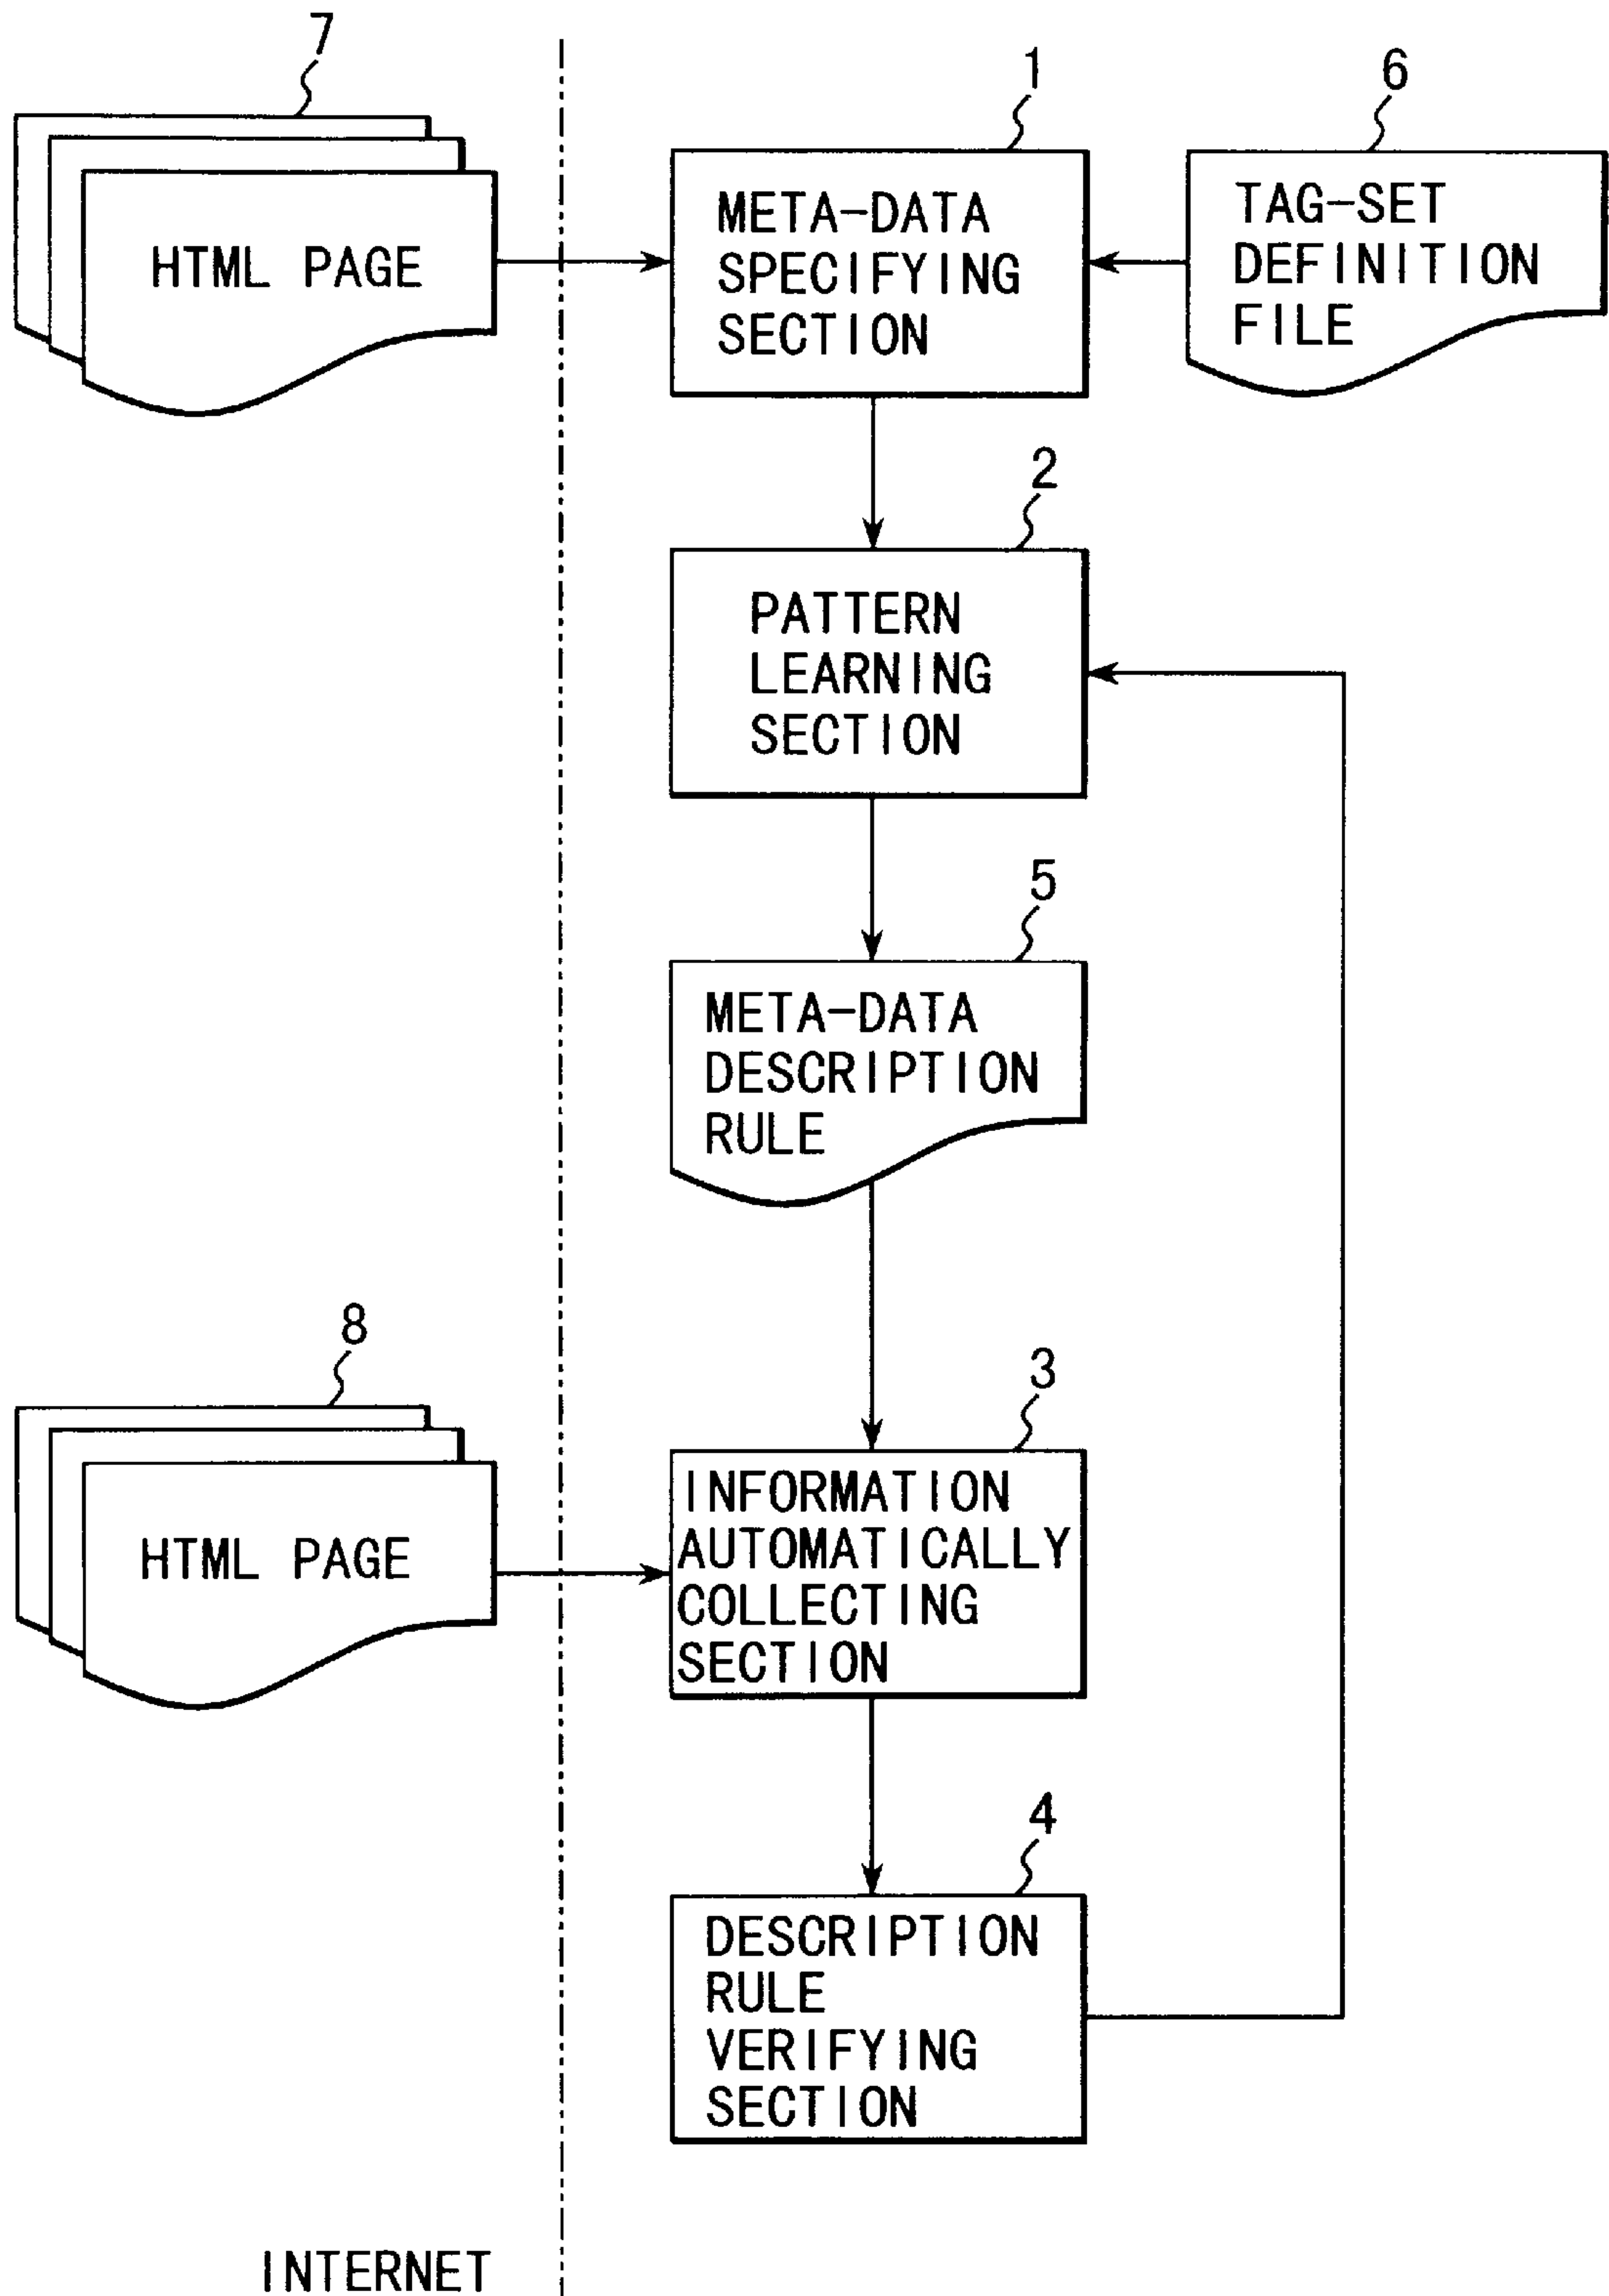 7
HTML PAGE
1
META-DATA
SPECIFYING
SECTION
6
TAG-SET
DEFINITION
FILE
2
PATTERN
LEARNING
SECTION
5
META-DATA
DESCRIPTION
RULE
8
HTML PAGE
3
INFORMATION
AUTOMATICALLY
COLLECTING
SECTION
4
DESCRIPTION
RULE
VERIFYING
SECTION
INTERNET